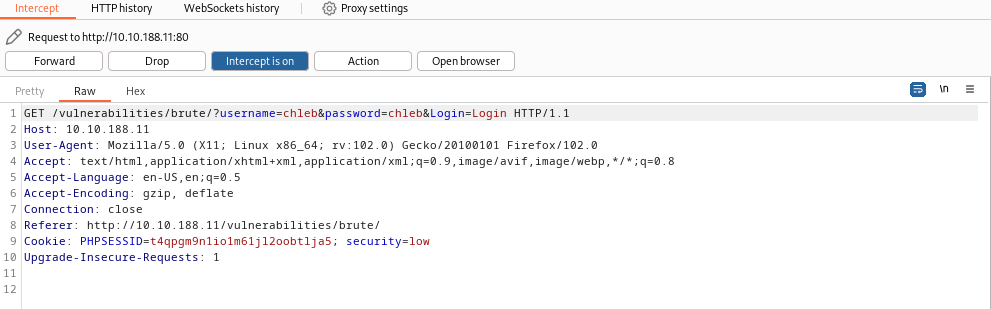 Intercept HTTP history WebSockets history Proxy settings
Request to http://10.10.188.11:80
Forward Drop Intercept is on Action Open browser
Pretty Raw Hex \n
1 GET /vulnerabilities/brute/?username=chleb&password=chleb&Login=Login HTTP/1.1
2 Host: 10.10.188.11
3 User-Agent: Mozilla/5.0 (X11; Linux x86_64; rv:102.0) Gecko/20100101 Firefox/102.0
4 Accept: text/html,application/xhtml+xml,application/xml;q=0.9,image/avif,image/webp,*/*;q=0.8
5 Accept-Language: en-US,en;q=0.5
6 Accept-Encoding: gzip, deflate
7 Connection: close
8 Referer: http://10.10.188.11/vulnerabilities/brute/
9 Cookie: PHPSESSID=t4qpgm9n1io1m61jl2oobtlja5; security=low
10 Upgrade-Insecure-Requests: 1
11
12